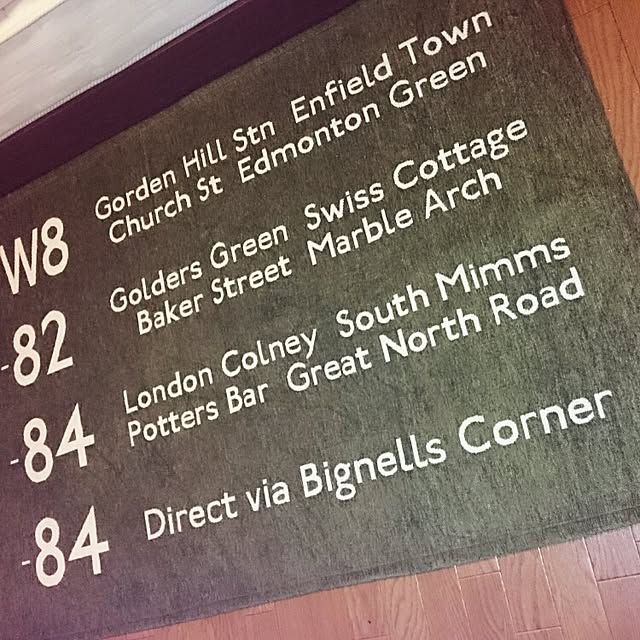 W8 Gorden Hill Stn Enfield Town
Church St Edmonton Green
-82 Golders Green Swiss Cottage
Baker Street Marble Arch
-84 London Colney South Mimms
Potters Bar Great North Road
-84 Direct via Bignells Corner